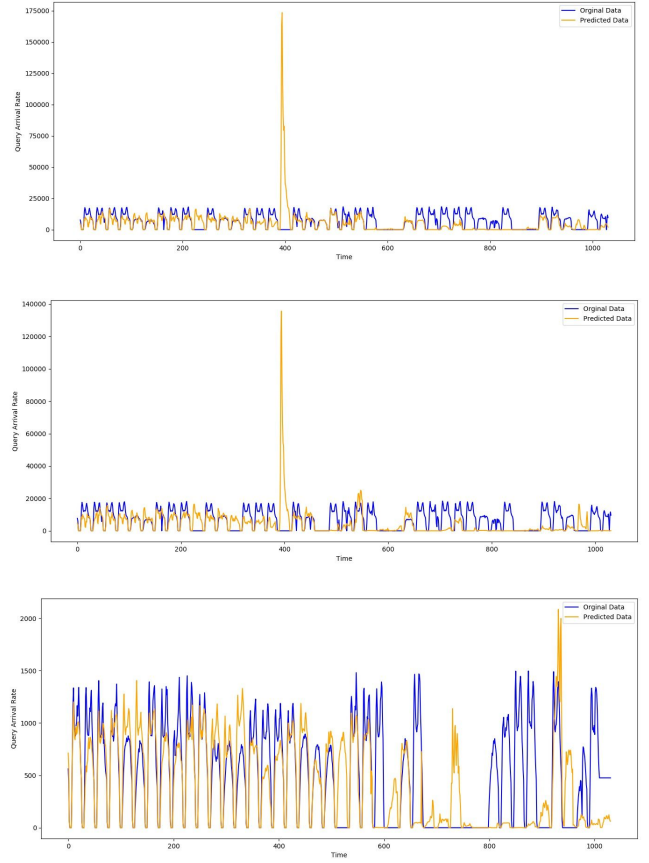 175000
150000
125000
100000
75000
50000
25000
0
Query Arrival Rate
Orginal Data
Predicted Data
0 200 400 600 800 1000
Time
140000
120000
100000
80000
60000
40000
20000
0
Query Arrival Rate
Orginal Data
Predicted Data
0 200 400 600 800 1000
Time
2000
1500
1000
500
0
Query Arrival Rate
Orginal Data
Predicted Data
0 200 400 600 800 1000
Time